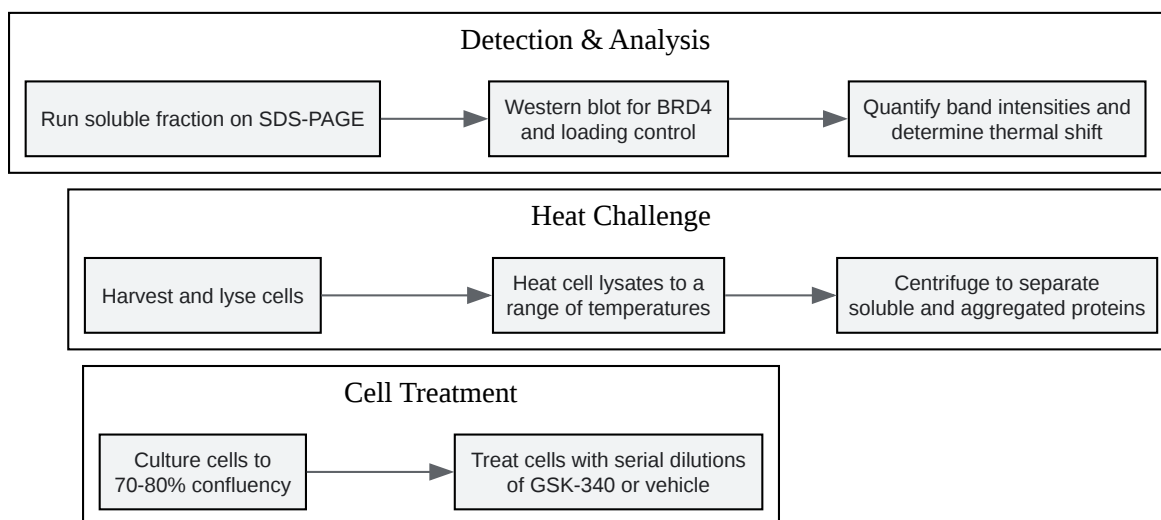 Detection & Analysis
Run soluble fraction on SDS-PAGE
Western blot for BRD4
and loading control
Quantify band intensities and
determine thermal shift
Heat Challenge
Harvest and lyse cells
Heat cell lysates to a
range of temperatures
Centrifuge to separate
soluble and aggregated proteins
Cell Treatment
Culture cells to
70-80% confluency
Treat cells with serial dilutions
of GSK-340 or vehicle